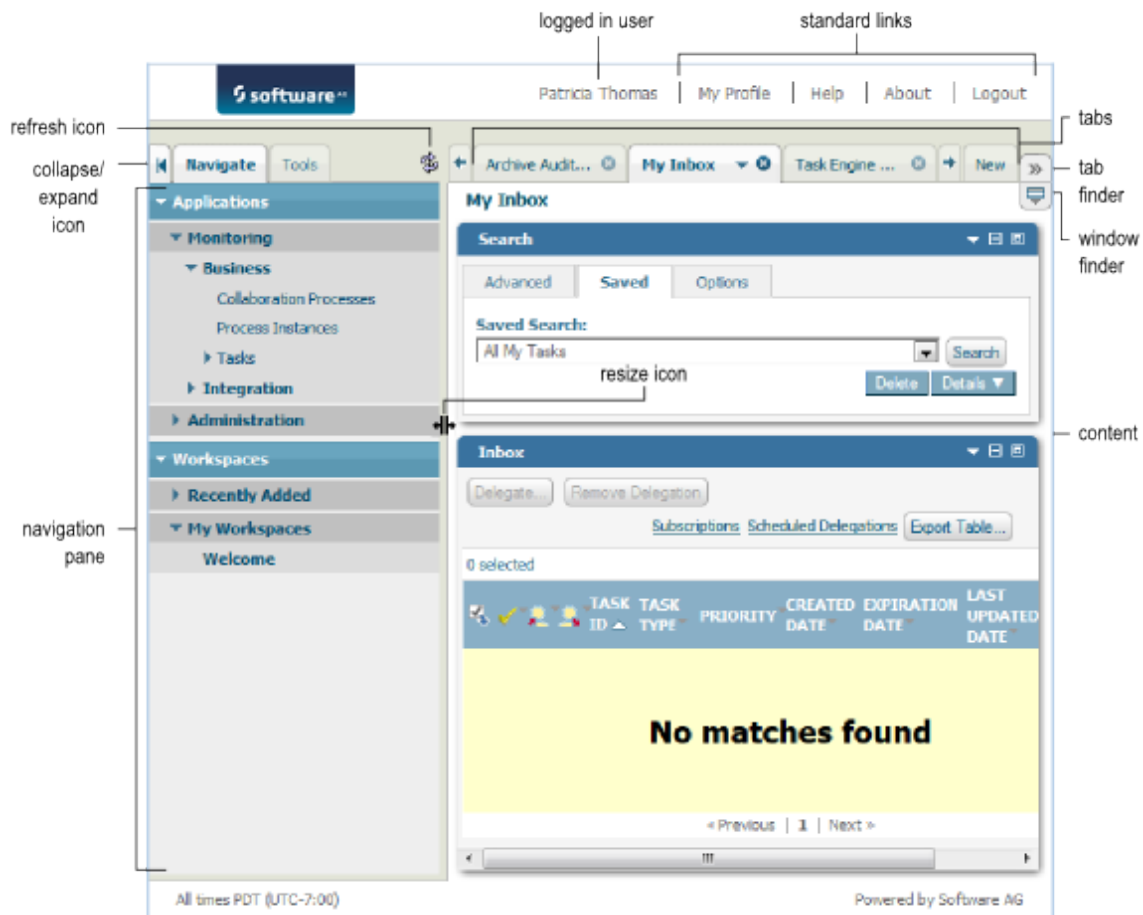 logged in user
standard links
software AG
Patricia Thomas | My Profile | Help | About | Logout
refresh icon
tabs
collapse/
expand
icon
Navigate
Tools
Archive Audit...
My Inbox
Task Engine ...
New
tab
finder
window
finder
Applications
Monitoring
Business
Collaboration Processes
Process Instances
Tasks
Integration
Administration
Workspaces
Recently Added
My Workspaces
Welcome
navigation
pane
My Inbox
Search
Advanced
Saved
Options
Saved Search:
All My Tasks
Search
resize icon
Delete
Details
content
Inbox
Delegate...
Remove Delegation
Subscriptions
Scheduled Delegations
Export Table...
0 selected
TASK ID
TASK TYPE
PRIORITY
CREATED DATE
EXPIRATION DATE
LAST UPDATED DATE
No matches found
« Previous | 1 | Next »
All times PDT (UTC-7:00)
Powered by Software AG